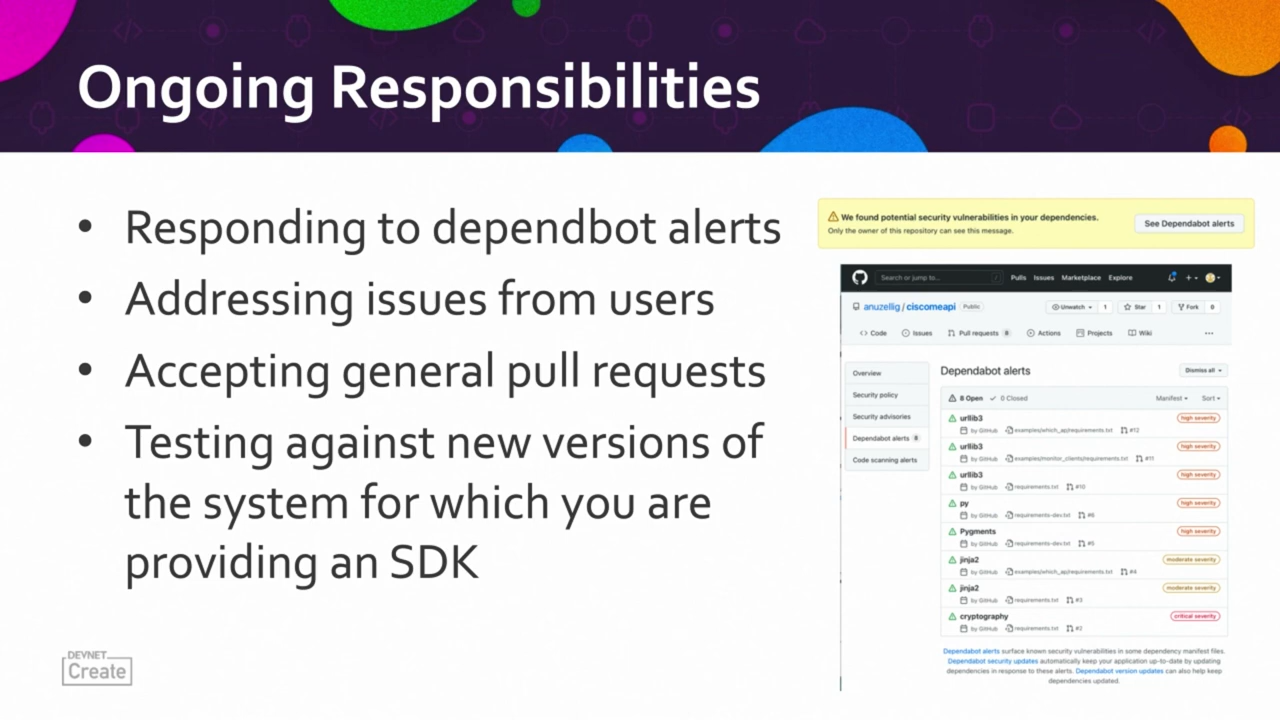 Ongoing Responsibilities
• Responding to dependbot alerts
• Addressing issues from users
• Accepting general pull requests
• Testing against new versions of
the system for which you are
providing an SDK
We found potential security vulnerabilities in your dependencies.
Only the owner of this repository can see this message.
See Dependabot alerts
Search or jump to...
/
Pulls Issues Marketplace Explore
anuzellig / ciscomeapi Public
Unwatch 1 Star 1 Fork 0
Code Issues Pull requests 8 Actions Projects Wiki ...
Overview
Security policy
Security advisories
Dependabot alerts 8
Code scanning alerts
Dependabot alerts
Dismiss all
8 Open 0 Closed Manifest Sort
urllib3 high severity
by GitHub examples/which_ap/requirements.txt #12
urllib3 high severity
by GitHub examples/monitor_clients/requirements.txt #11
urllib3 high severity
by GitHub requirements.txt #10
py high severity
by GitHub requirements-dev.txt #6
Pygments high severity
by GitHub requirements-dev.txt #5
jinja2 moderate severity
by GitHub examples/which_ap/requirements.txt #4
jinja2 moderate severity
by GitHub requirements.txt #3
cryptography critical severity
by GitHub requirements.txt #2
Dependabot alerts surface known security vulnerabilities in some dependency manifest files.
Dependabot security updates automatically keep your application up-to-date by updating
dependencies in response to these alerts. Dependabot version updates can also help keep
dependencies updated.
DEVNET
Create